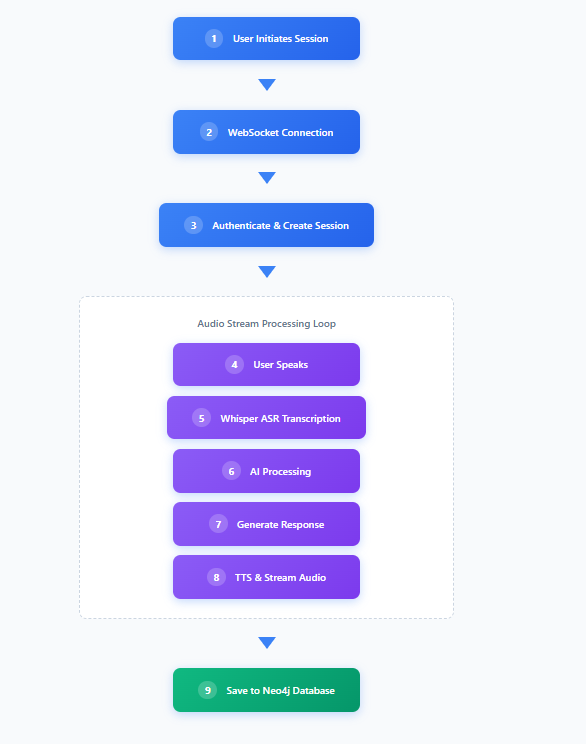 1 User Initiates Session
2 WebSocket Connection
3 Authenticate & Create Session
Audio Stream Processing Loop
4 User Speaks
5 Whisper ASR Transcription
6 AI Processing
7 Generate Response
8 TTS & Stream Audio
9 Save to Neo4j Database